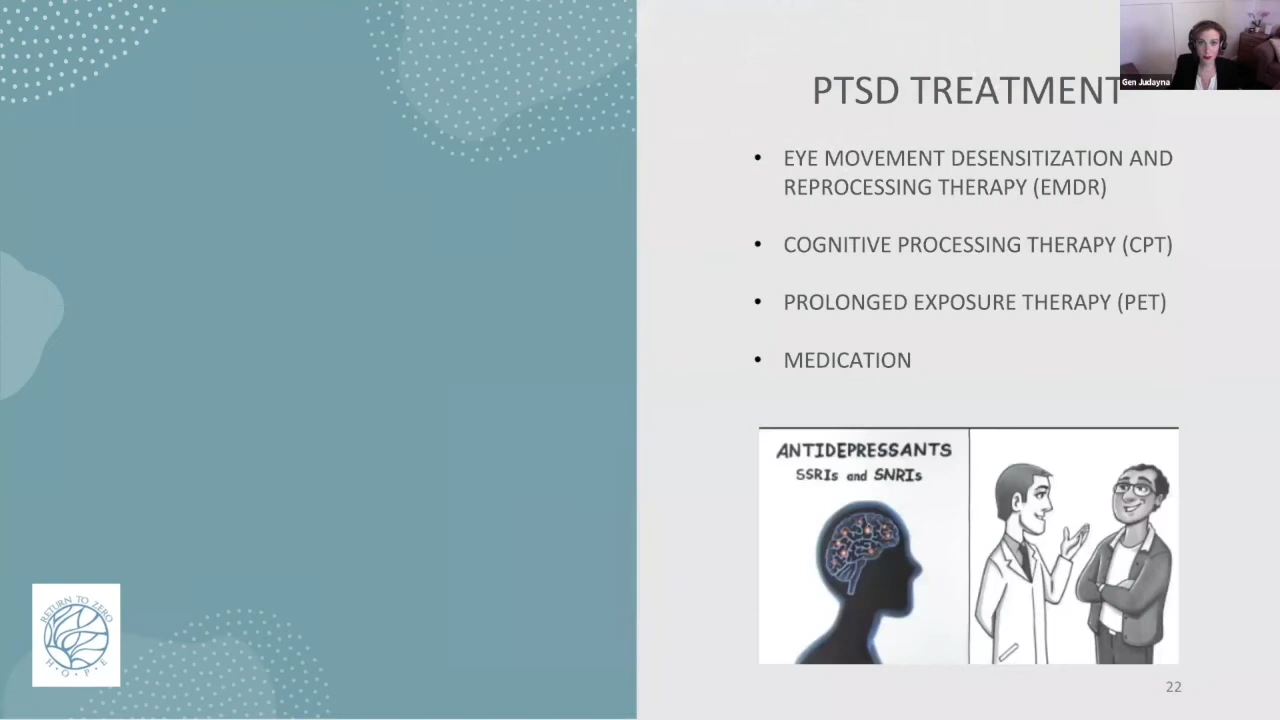 PTSD TREATMENT
Gen Judayna
• EYE MOVEMENT DESENSITIZATION AND
REPROCESSING THERAPY (EMDR)
• COGNITIVE PROCESSING THERAPY (CPT)
• PROLONGED EXPOSURE THERAPY (PET)
• MEDICATION
ANTIDEPRESSANTS
SSRIs and SNRIs
RETURN TO ZERO
H·O·P·E
22